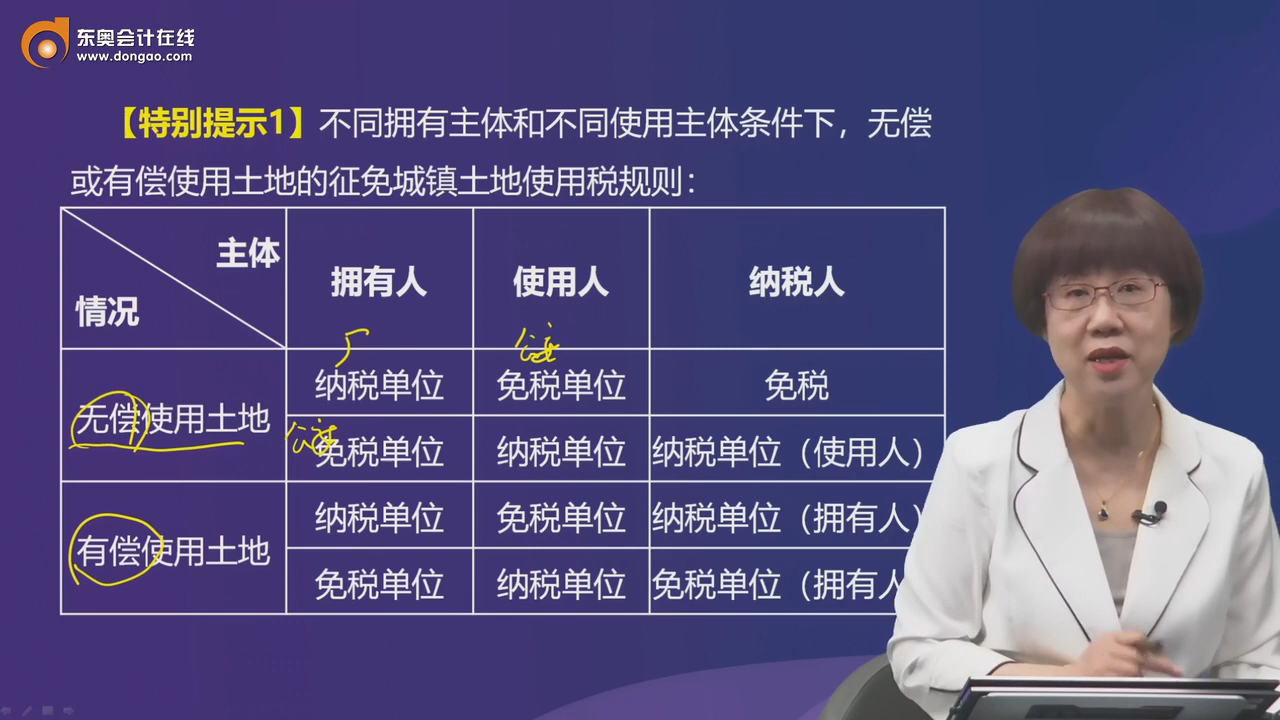 东奥会计在线
www.dongao.com
【特别提示1】不同拥有主体和不同使用主体条件下，无偿
或有偿使用土地的征免城镇土地使用税规则：
主体
情况
拥有人
使用人
纳税人
无偿使用土地
纳税单位
免税单位
免税
免税单位
纳税单位
纳税单位（使用人）
有偿使用土地
纳税单位
免税单位
纳税单位（拥有人）
免税单位
纳税单位
免税单位（拥有人